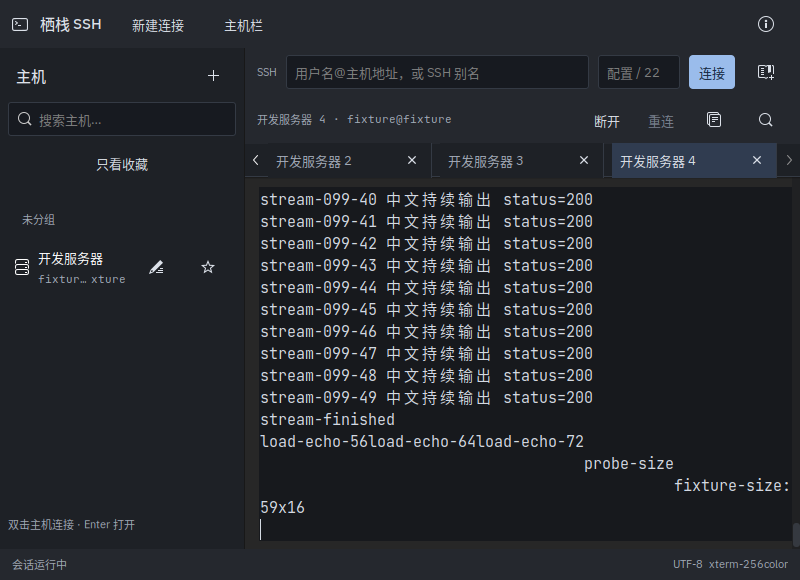 栖栈 SSH 新建连接 主机栏
主机
搜索主机...
只看收藏
未分组
开发服务器
fixtur… xture
双击主机连接 · Enter 打开
SSH 用户名@主机地址，或 SSH 别名 配置 / 22 连接
开发服务器 4 · fixture@fixture 断开 重连
开发服务器 2 开发服务器 3 开发服务器 4
stream-099-40 中文持续输出 status=200
stream-099-41 中文持续输出 status=200
stream-099-42 中文持续输出 status=200
stream-099-43 中文持续输出 status=200
stream-099-44 中文持续输出 status=200
stream-099-45 中文持续输出 status=200
stream-099-46 中文持续输出 status=200
stream-099-47 中文持续输出 status=200
stream-099-48 中文持续输出 status=200
stream-099-49 中文持续输出 status=200
stream-finished
load-echo-56load-echo-64load-echo-72
probe-size
fixture-size:
59x16
会话运行中 UTF-8 xterm-256color